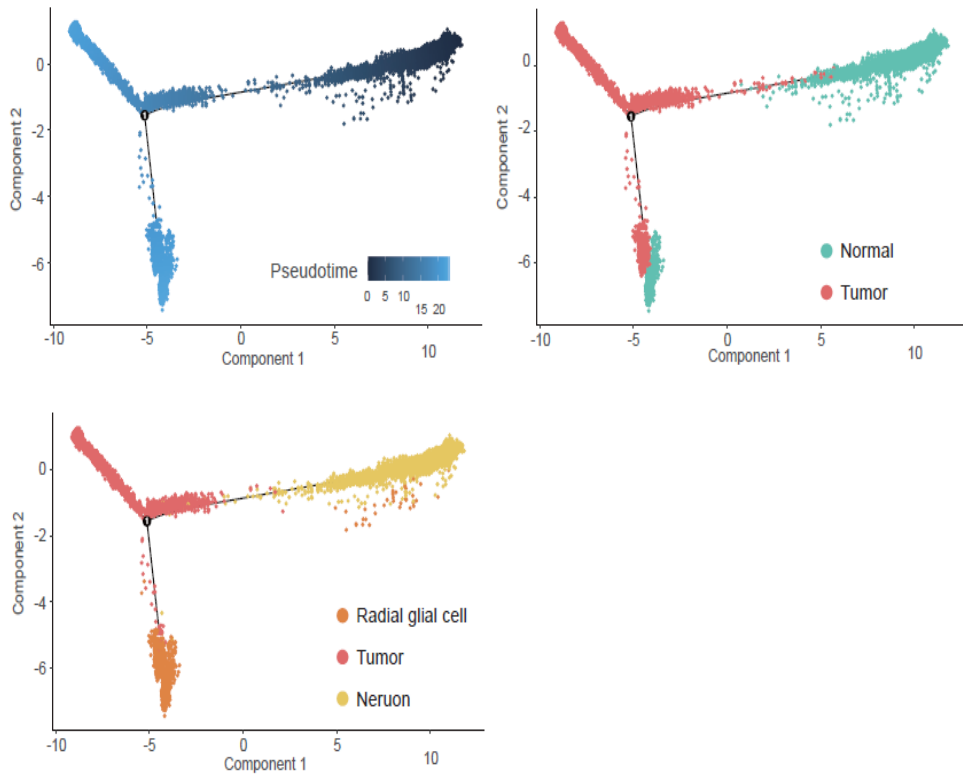 0
-2
-4
-6
Component 2
Pseudotime
0 5 10 15 20
-10 -5 0 5 10
Component 1
0
-2
-4
-6
Component 2
1
Normal
Tumor
-10 -5 0 5 10
Component 1
1
0
-2
-4
-6
Component 2
1
Radial glial cell
Tumor
Neruon
-10 -5 0 5 10
Component 1